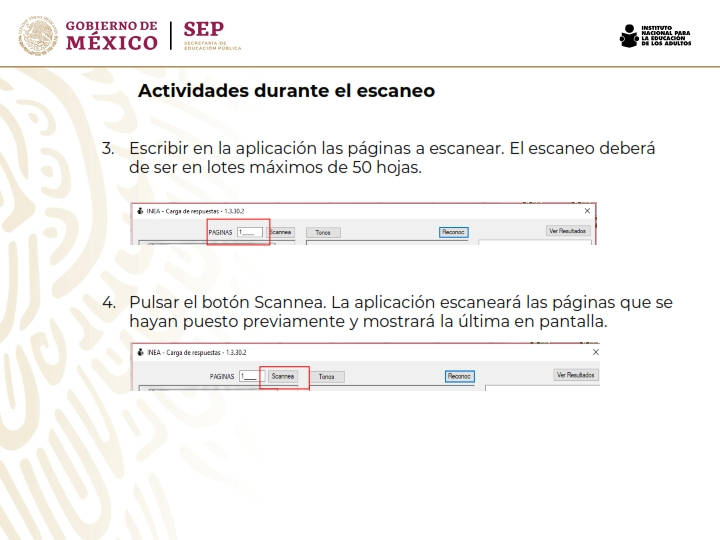 GOBIERNO DE
MÉXICO
SEP
SECRETARÍA DE
EDUCACIÓN PÚBLICA
INSTITUTO
NACIONAL PARA
LA EDUCACIÓN
DE LOS ADULTOS
Actividades durante el escaneo
3. Escribir en la aplicación las páginas a escanear. El escaneo deberá
de ser en lotes máximos de 50 hojas.
INEA - Carga de respuestas - 1.3.30.2
PAGINAS 1____ Scannea Tonos Reconoc Ver Resultados
4. Pulsar el botón Scannea. La aplicación escaneará las páginas que se
hayan puesto previamente y mostrará la última en pantalla.
INEA - Carga de respuestas - 1.3.30.2
PAGINAS 1____ Scannea Tonos Reconoc Ver Resultados